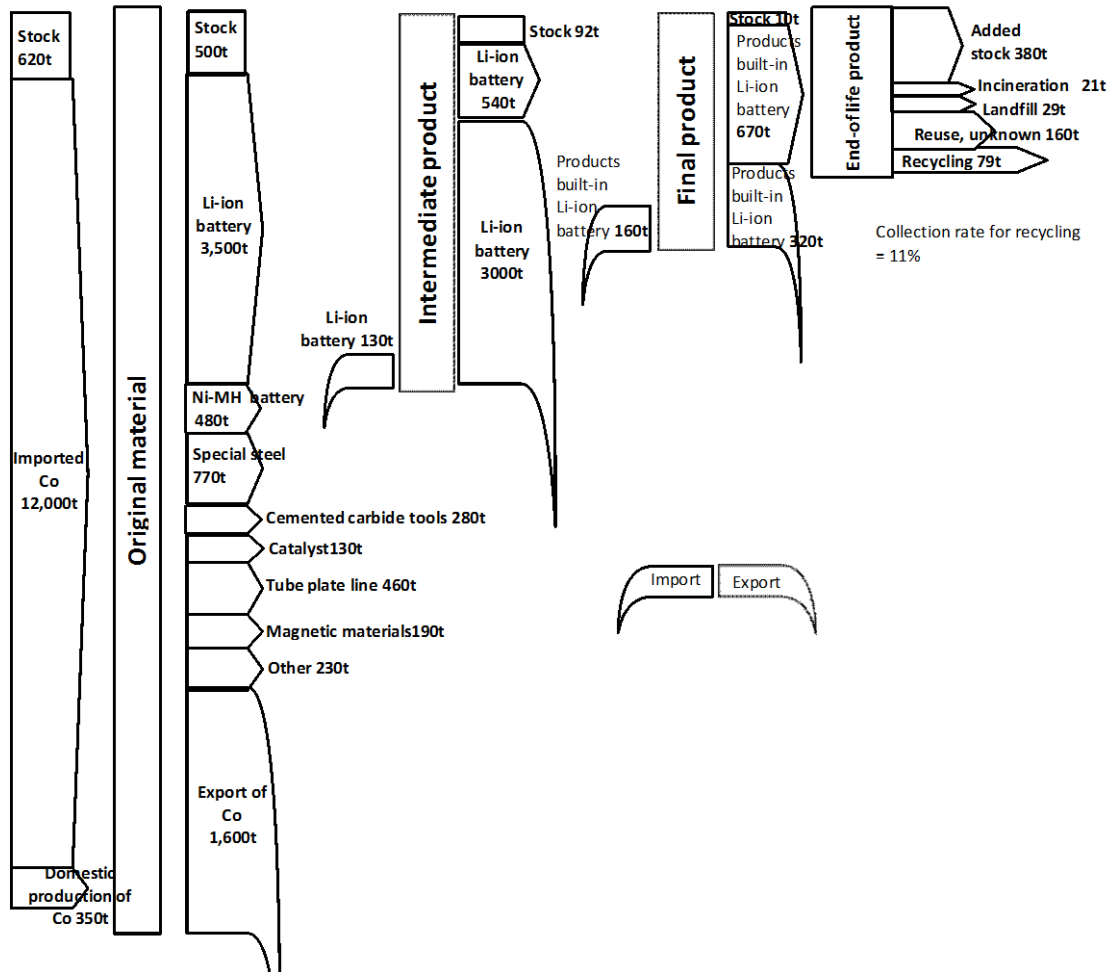 Stock
620t
Imported
Co
12,000t
Domestic
production of
Co 350t
Original material
Stock
500t
Li-ion
battery
3,500t
Ni-MH battery
480t
Special steel
770t
Cemented carbide tools 280t
Catalyst130t
Tube plate line 460t
Magnetic materials190t
Other 230t
Export of
Co
1,600t
Li-ion
battery 130t
Intermediate product
Stock 92t
Li-ion
battery
540t
Li-ion
battery
3000t
Products
built-in
Li-ion
battery 160t
Final product
Stock 10t
Products
built-in
Li-ion
battery
670t
Products
built-in
Li-ion
battery 320t
End-of life product
Added
stock 380t
Incineration 21t
Landfill 29t
Reuse, unknown 160t
Recycling 79t
Collection rate for recycling
= 11%
Import
Export